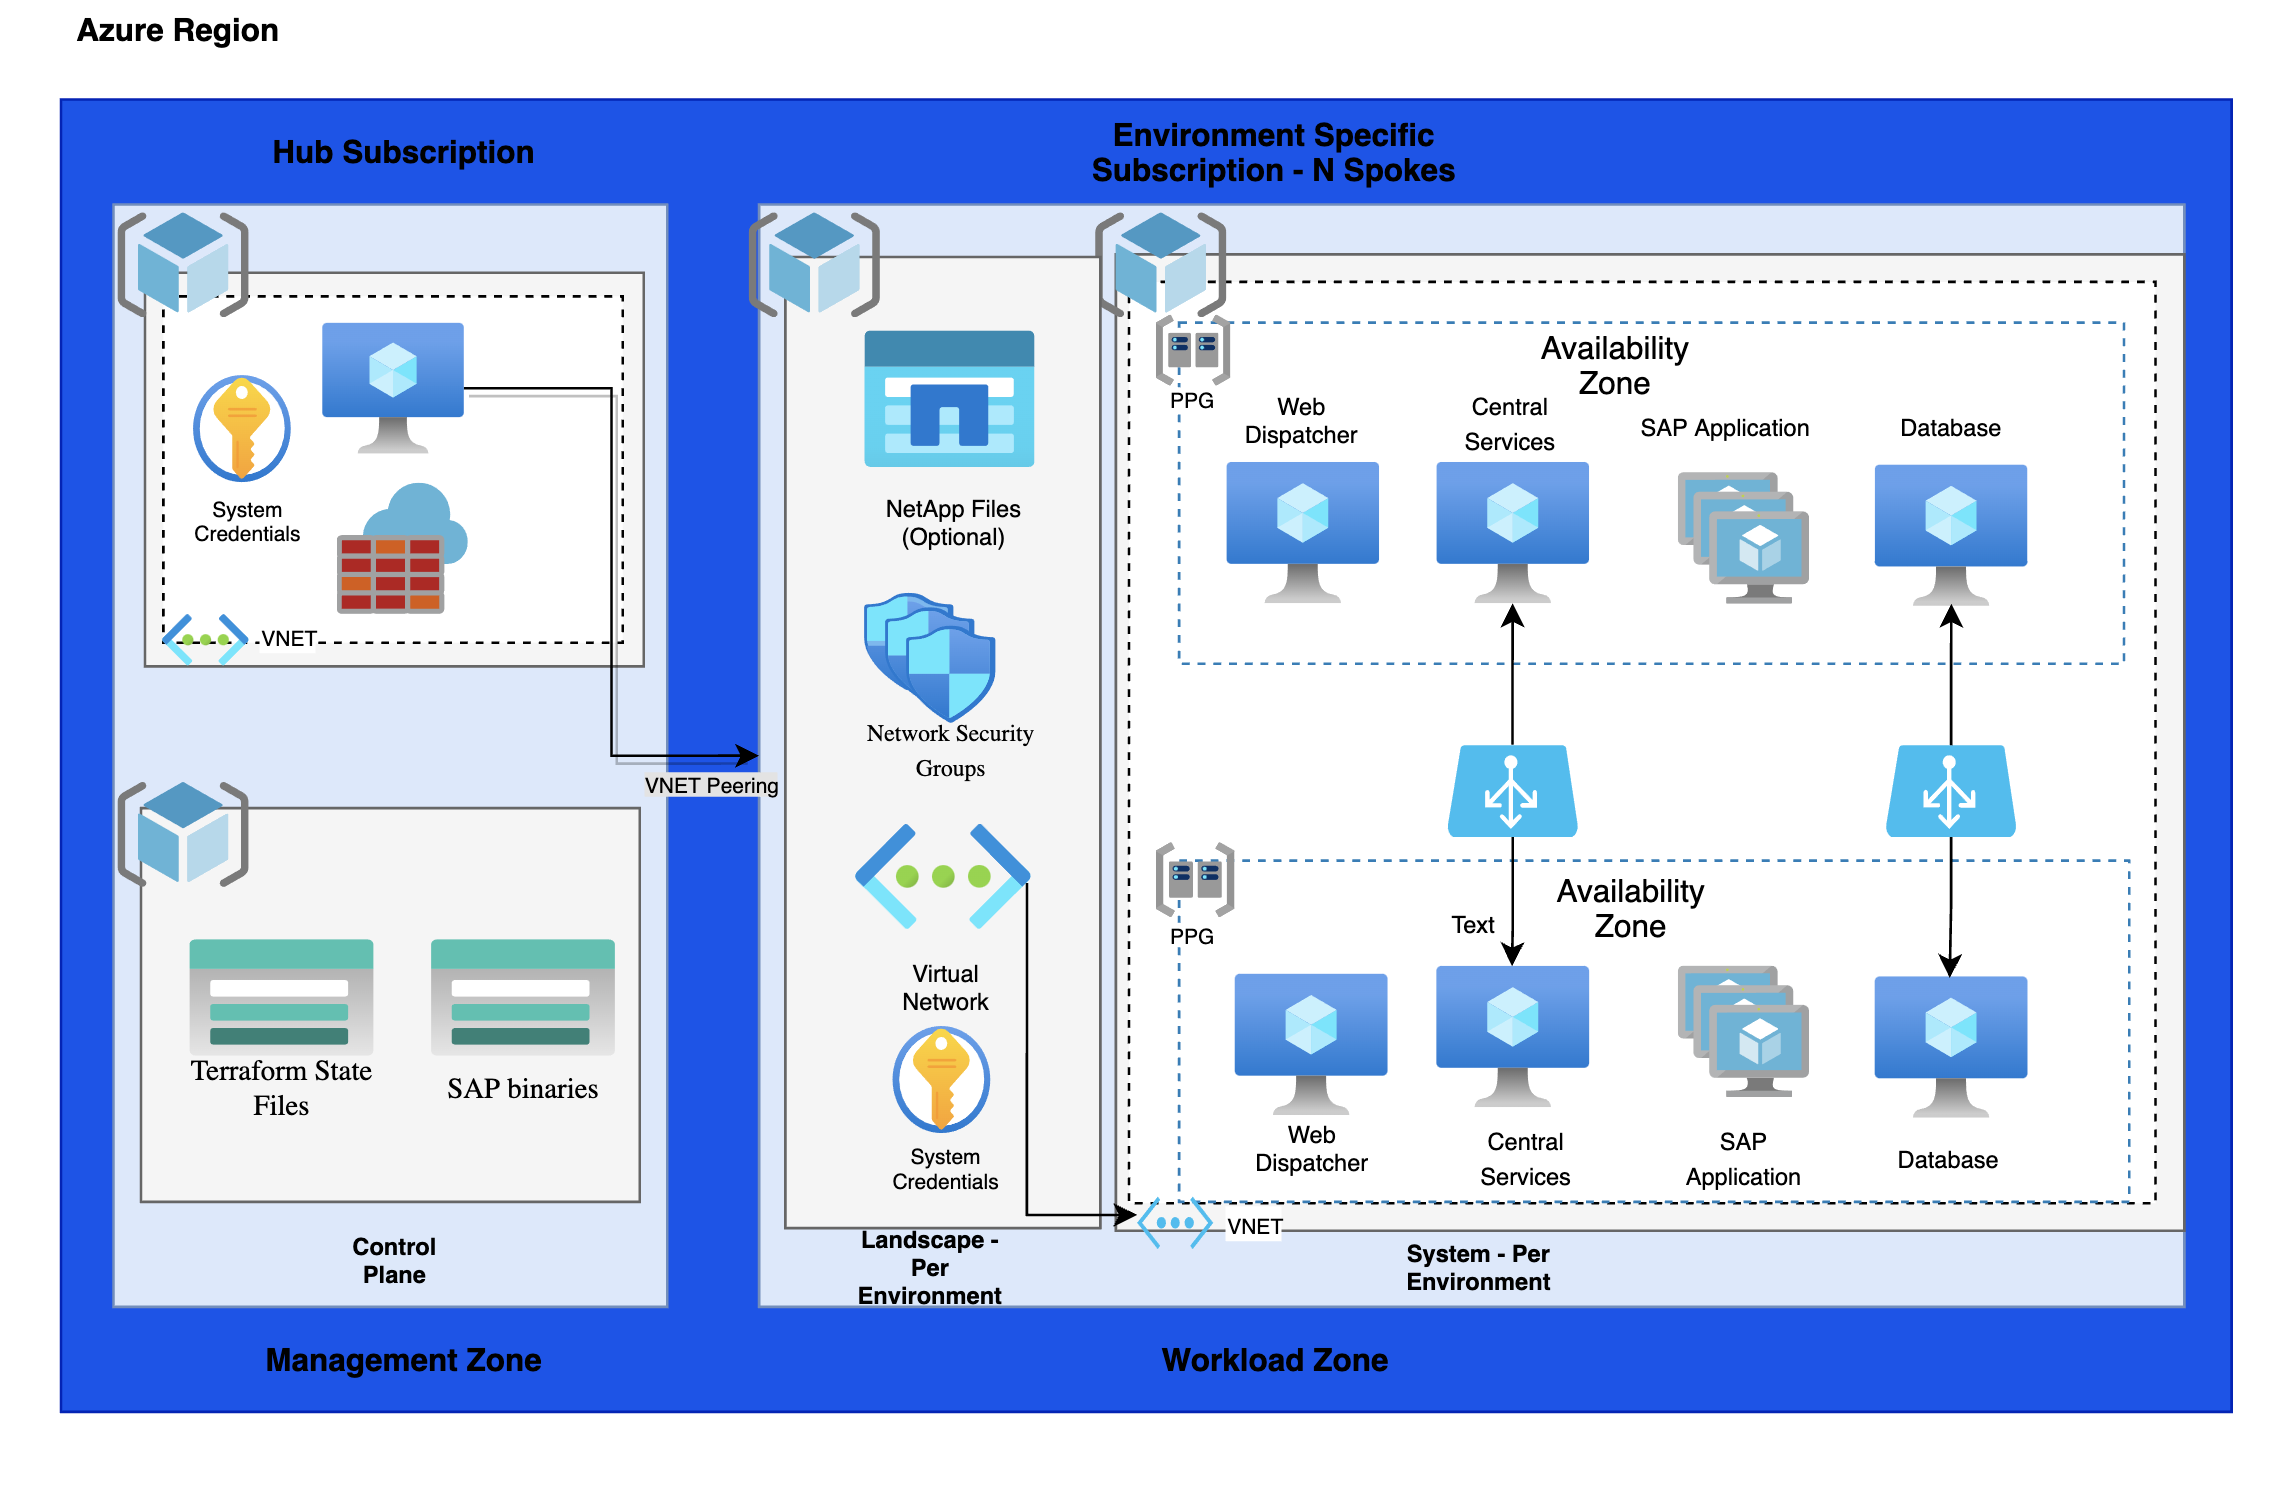 Azure Region
Hub Subscription
Environment Specific
Subscription - N Spokes
System
Credentials
VNET
VNET Peering
Terraform State
Files
SAP binaries
Control
Plane
Management Zone
NetApp Files
(Optional)
Network Security
Groups
Virtual
Network
System
Credentials
Landscape -
Per
Environment
PPG
Availability
Zone
Web
Dispatcher
Central
Services
SAP Application
Database
PPG
Availability
Zone
Text
Web
Dispatcher
Central
Services
SAP
Application
Database
VNET
System - Per
Environment
Workload Zone